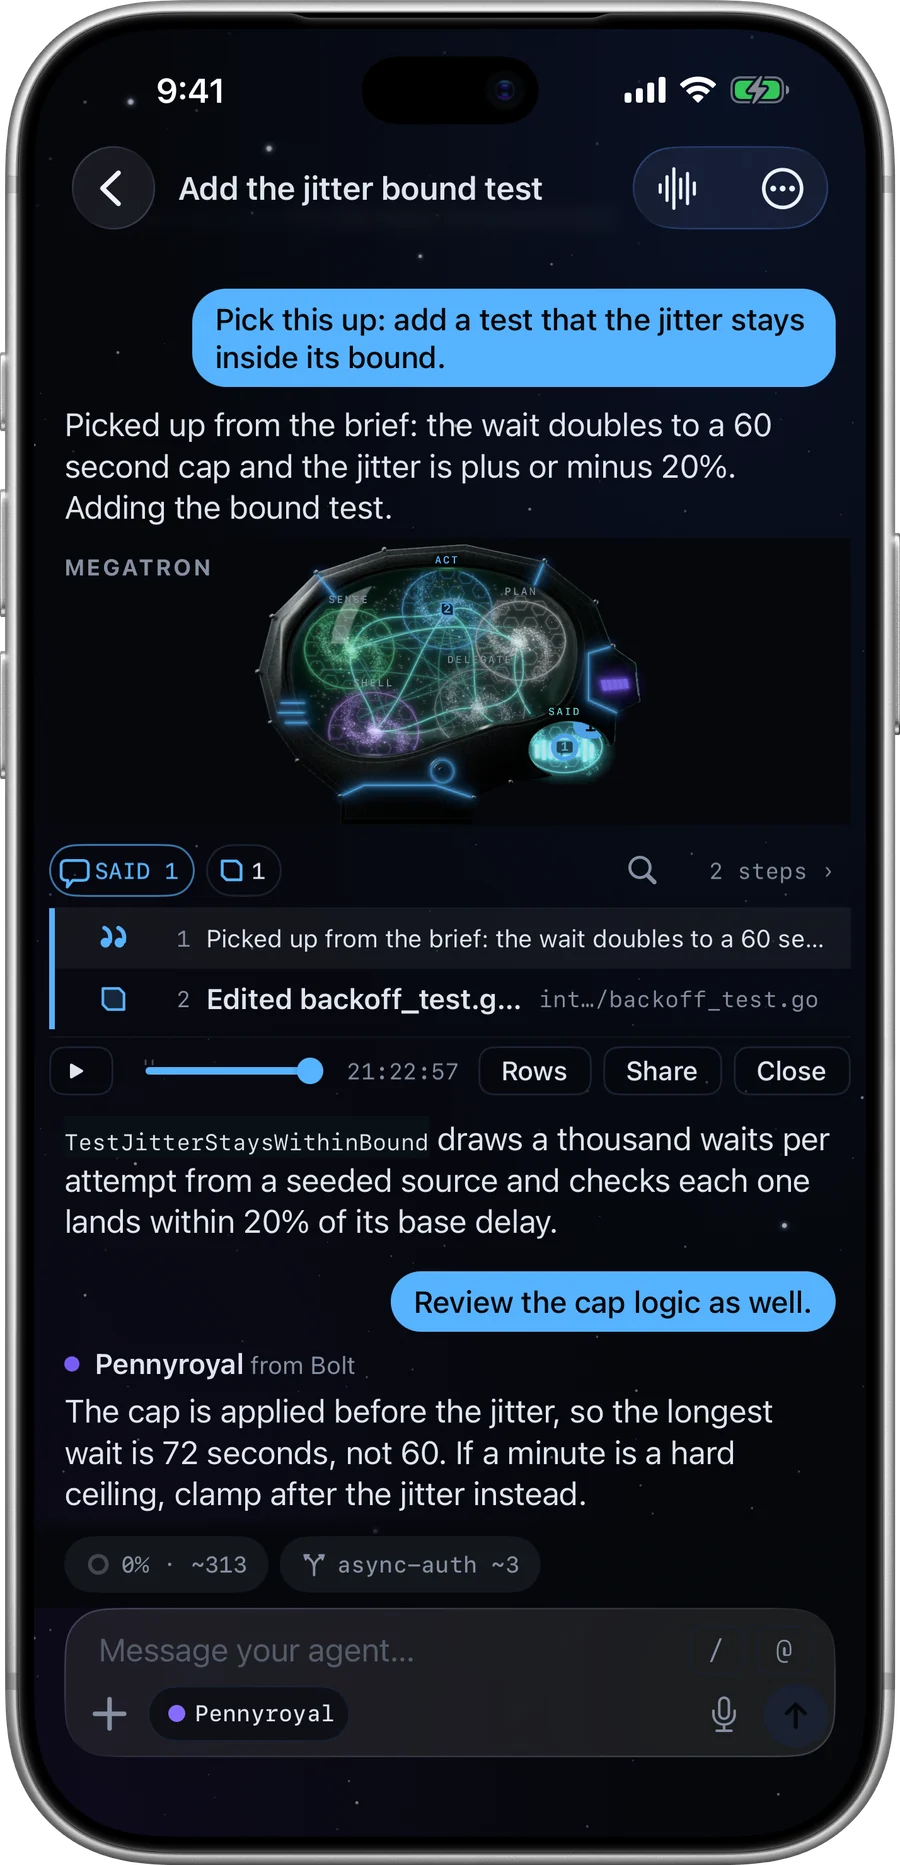 9:41
Add the jitter bound test
Pick this up: add a test that the jitter stays
inside its bound.
Picked up from the brief: the wait doubles to a 60
second cap and the jitter is plus or minus 20%.
Adding the bound test.
MEGATRON
ACT
SENSE
PLAN
2
DELEGATE
SHELL
SAID
1
SAID 1
1
2 steps ›
1 Picked up from the brief: the wait doubles to a 60 se...
2 Edited backoff_test.g... int…/backoff_test.go
21:22:57 Rows Share Close
TestJitterStaysWithinBound draws a thousand waits per
attempt from a seeded source and checks each one
lands within 20% of its base delay.
Review the cap logic as well.
Pennyroyal from Bolt
The cap is applied before the jitter, so the longest
wait is 72 seconds, not 60. If a minute is a hard
ceiling, clamp after the jitter instead.
0% · ~313 async-auth ~3
Message your agent... / @
Pennyroyal